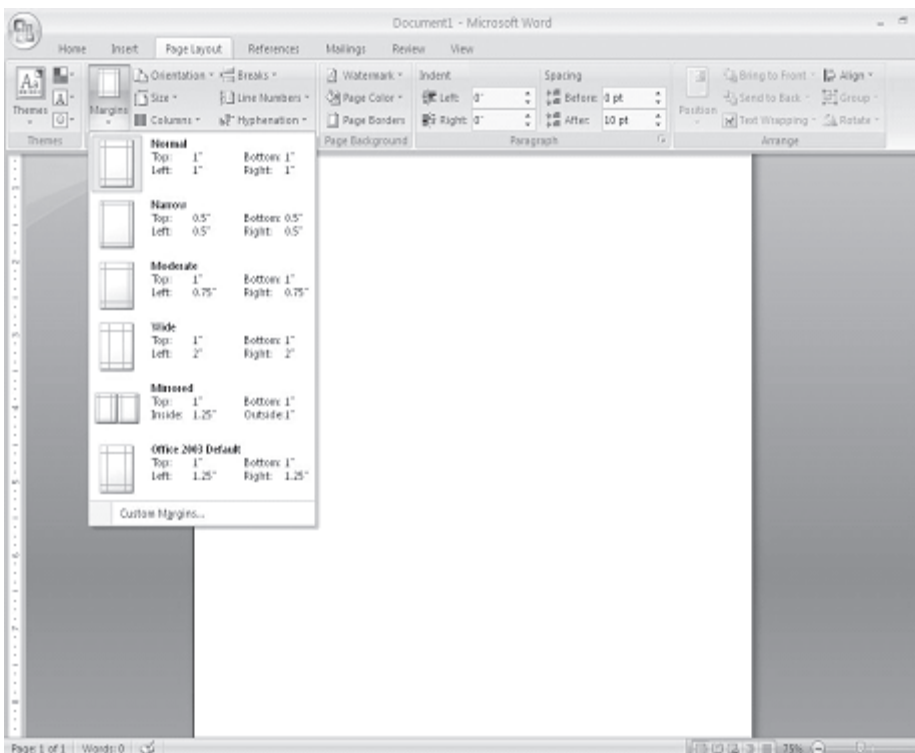 Document1 - Microsoft Word
Home Insert Page Layout References Mailings Review View
Themes
Margins
Orientation
Size
Columns
Breaks
Line Numbers
Hyphenation
Watermark
Page Color
Page Borders
Indent
Left: 0"
Right: 0"
Spacing
Before: 0 pt
After: 10 pt
Position
Bring to Front
Send to Back
Text Wrapping
Align
Group
Rotate
Themes
Page Background
Paragraph
Arrange
Normal
Top: 1" Bottom: 1"
Left: 1" Right: 1"
Narrow
Top: 0.5" Bottom: 0.5"
Left: 0.5" Right: 0.5"
Moderate
Top: 1" Bottom: 1"
Left: 0.75" Right: 0.75"
Wide
Top: 1" Bottom: 1"
Left: 2" Right: 2"
Mirrored
Top: 1" Bottom: 1"
Inside: 1.25" Outside: 1"
Office 2003 Default
Top: 1" Bottom: 1"
Left: 1.25" Right: 1.25"
Custom Margins...
Page: 1 of 1 Words: 0 75%